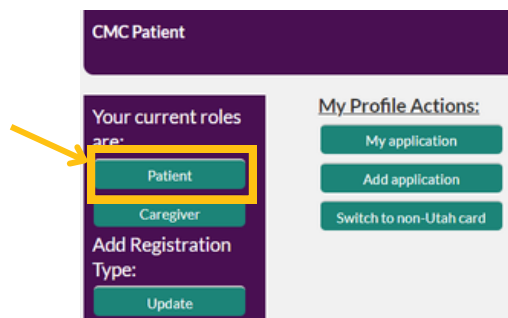 CMC Patient
Your current roles
are:
Patient
Caregiver
Add Registration
Type:
Update
My Profile Actions:
My application
Add application
Switch to non-Utah card